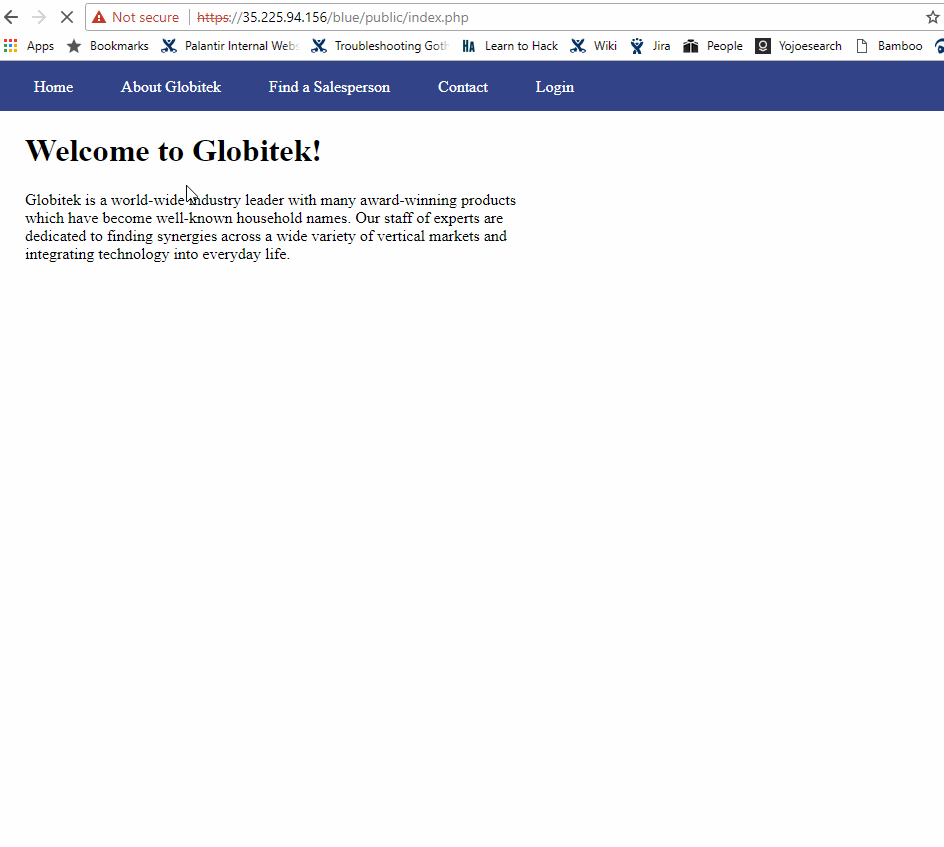 Not secure https://35.225.94.156/blue/public/index.php
Apps Bookmarks Palantir Internal Webs Troubleshooting Goth Learn to Hack Wiki Jira People Yojoesearch Bamboo
Home About Globitek Find a Salesperson Contact Login
Welcome to Globitek!
Globitek is a world-wide industry leader with many award-winning products
which have become well-known household names. Our staff of experts are
dedicated to finding synergies across a wide variety of vertical markets and
integrating technology into everyday life.